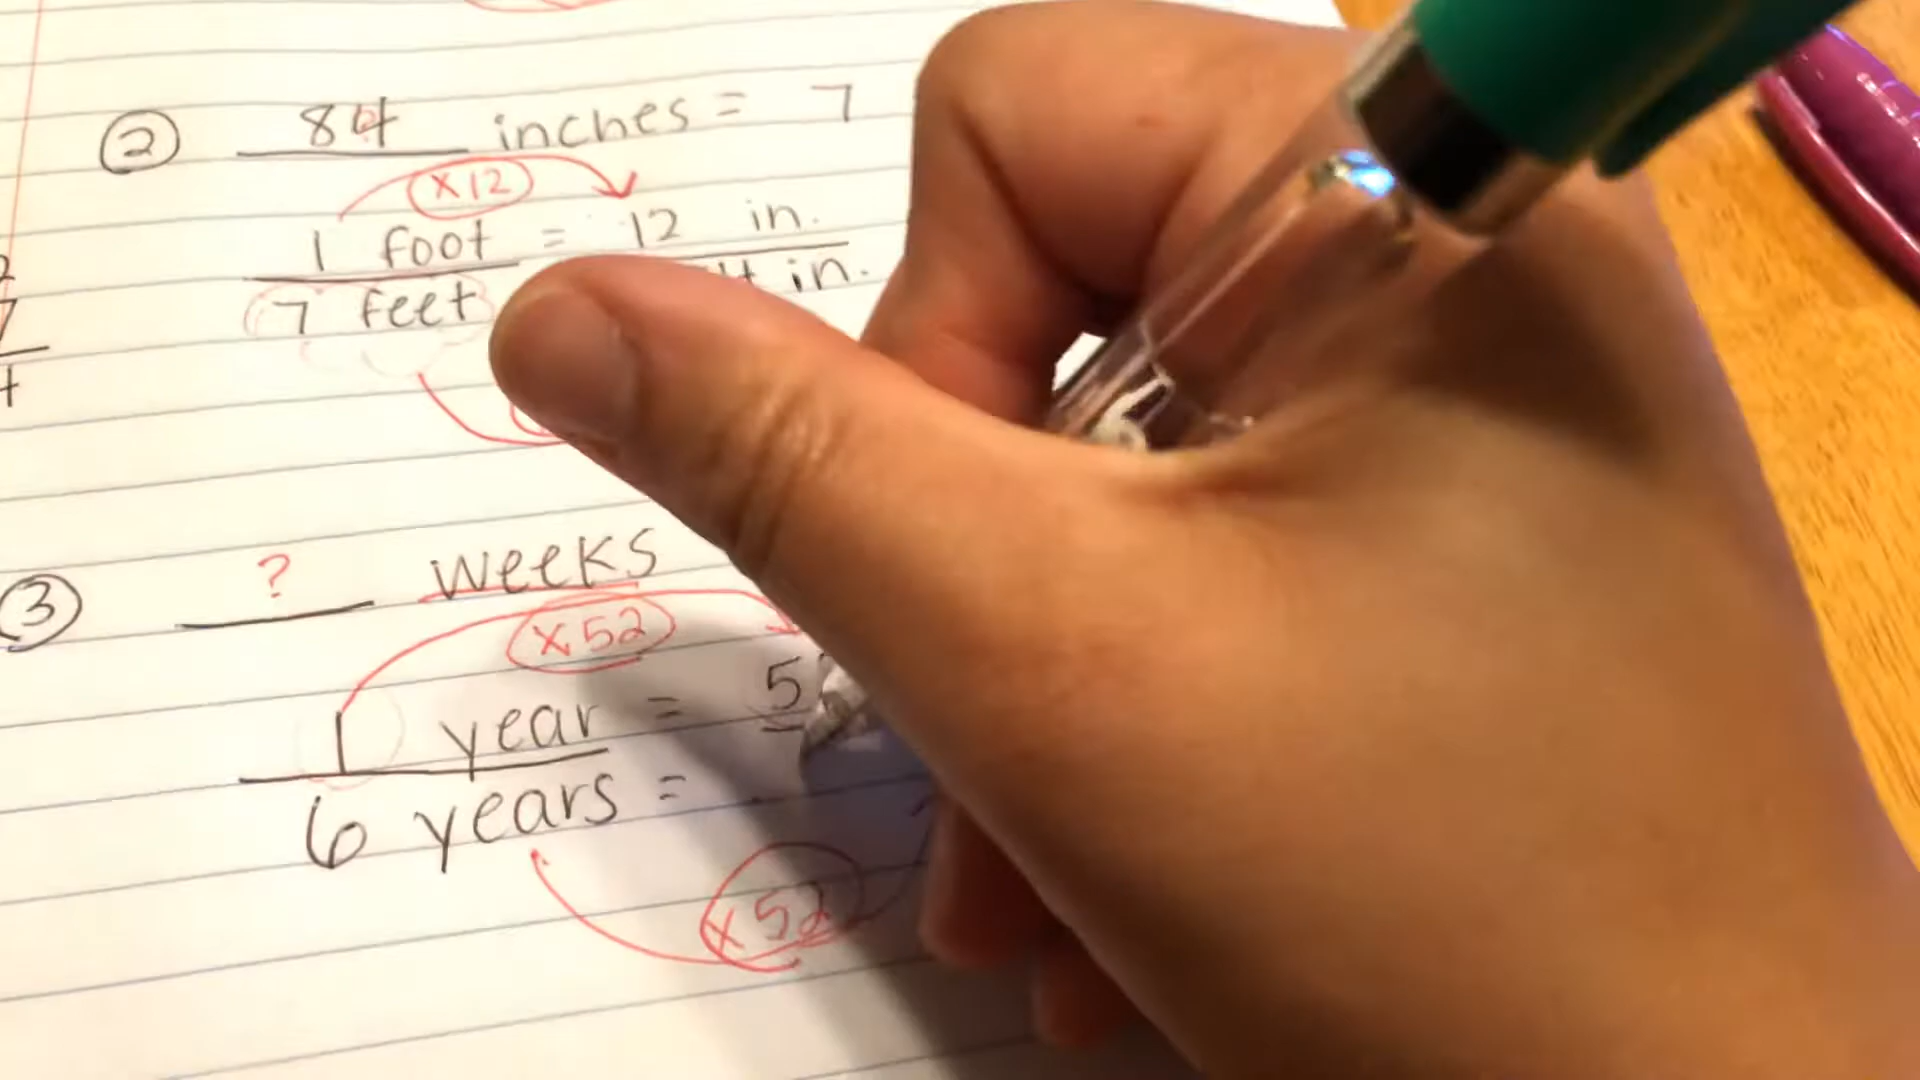 ② 84 inches = 7
x12
1 foot = 12 in.
7 feet in.
③ ? weeks
x52
1 year = 5
6 years =
x52